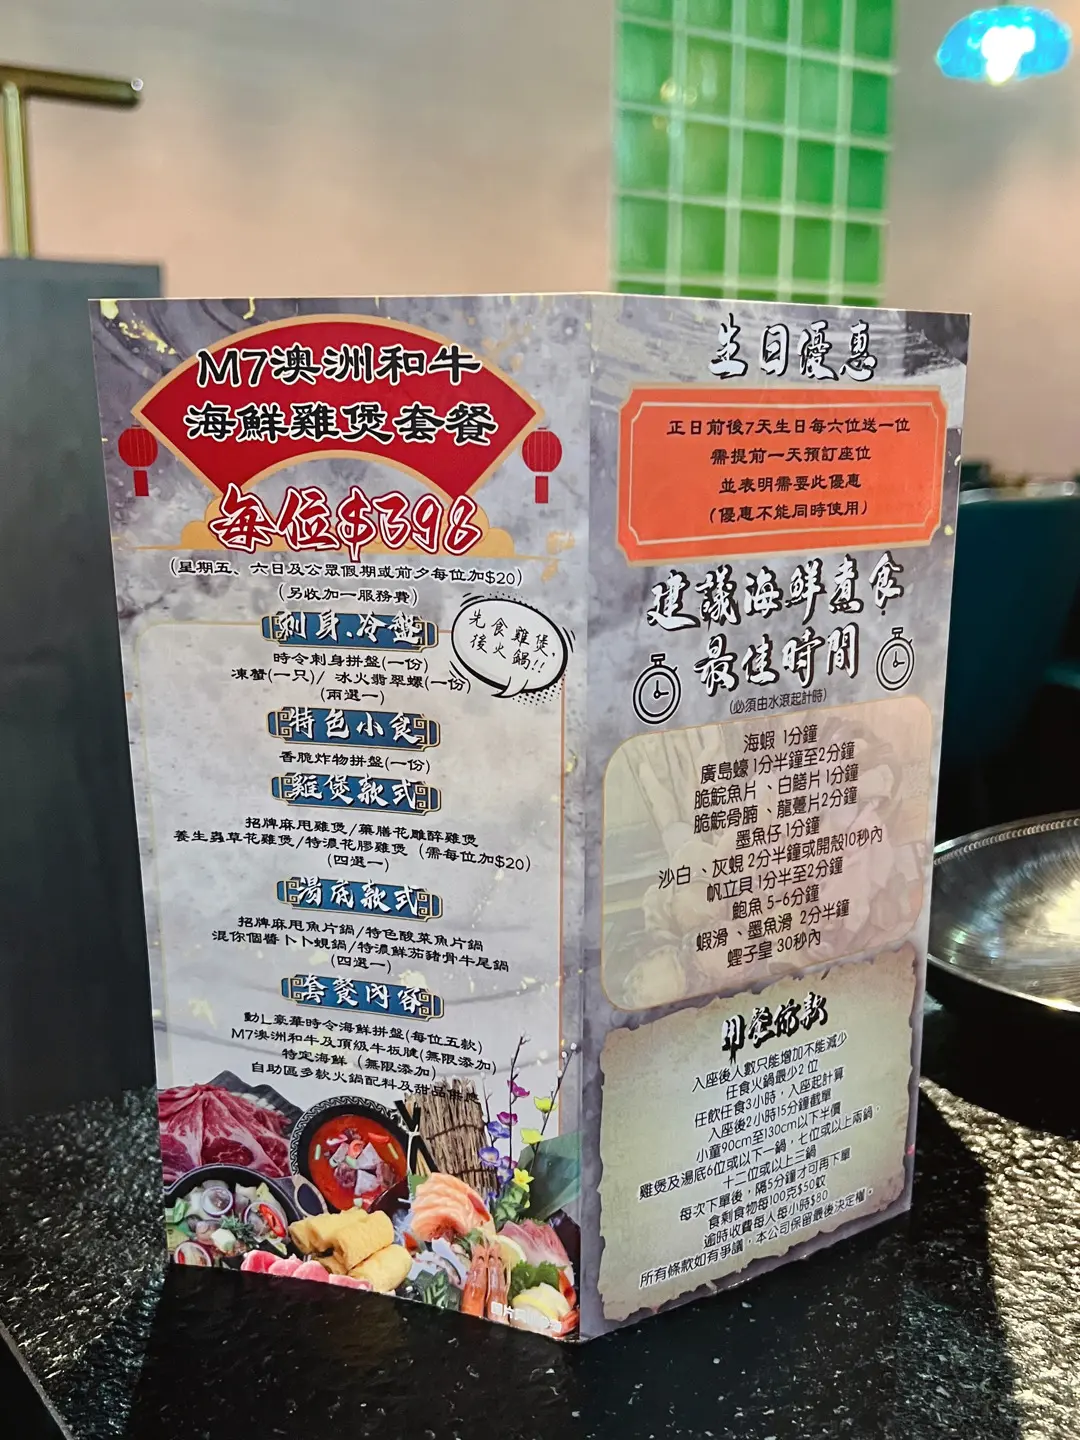 M7澳洲和牛
海鮮雞煲套餐
每位$398
(星期五、六日及公眾假期或前夕每位加$20)
(另收加一服務費)
先食雞煲,
後火鍋!!
刺身、冷盤
時令刺身拼盤(一份)
凍蟹(一只)/ 冰火翡翠螺(一份)
(兩選一)
特色小食
香脆炸物拼盤(一份)
雞煲款式
招牌麻甩雞煲/藥膳花雕醉雞煲
養生蟲草花雞煲/特濃花膠雞煲 (需每位加$20)
(四選一)
湯底款式
招牌麻甩魚片鍋/特色酸菜魚片鍋
混你個醬卜卜蜆鍋/特濃鮮茄豬骨牛尾鍋
(四選一)
套餐內容
動L豪華時令海鮮拼盤(每位五款)
M7澳洲和牛及頂級牛板腱(無限添加)
特定海鮮 (無限添加)
自助區多款火鍋配料及甜品供應
生日優惠
正日前後7天生日每六位送一位
需提前一天預訂座位
並表明需要此優惠
(優惠不能同時使用)
建議海鮮煮食
最佳時間
(必須由水滾起計時)
海蝦 1分鐘
廣島蠔 1分半鐘至2分鐘
脆鯇魚片 、白鱔片 1分鐘
脆鯇骨腩 、龍躉片 2分鐘
墨魚仔 1分鐘
沙白 、灰蜆 2分半鐘或開殼10秒內
帆立貝 1分半至2分鐘
鮑魚 5-6分鐘
蝦滑 、墨魚滑 2分半鐘
蟶子皇 30秒內
用餐條款
入座後人數只能增加不能減少
任食火鍋最少2 位
任飲任食3小時，入座起計算
入座後2小時15分鐘截單
小童90cm至130cm以下半價
雞煲及湯底6位或以下一鍋，七位或以上兩鍋，
十二位或以上三鍋
每次下單後，隔5分鐘才可再下單
食剩食物每100克$50蚊
逾時收費每人每小時$80
所有條款如有爭議，本公司保留最後決定權。